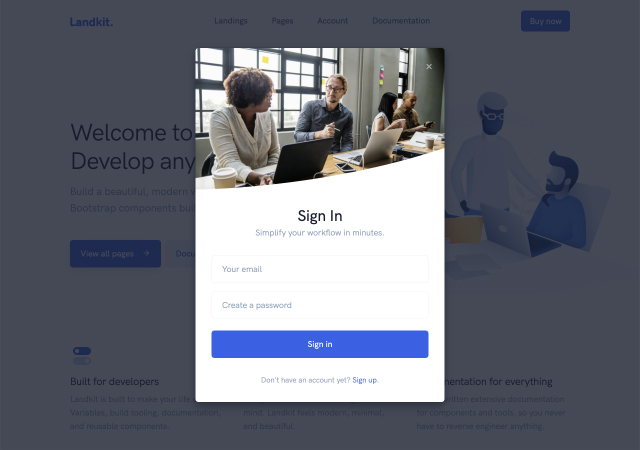 Landkit.
Landings Pages Account Documentation
Buy now
×
Welcome to
Develop any
Build a beautiful, modern
Bootstrap components
View all pages →
Sign In
Simplify your workflow in minutes.
Your email
Create a password
Sign in
Don't have an account yet? Sign up.
Built for developers
Landkit is built to make your life
Variables, build tooling, documentation,
and reusable components.
mind. Landkit feels modern, minimal,
and beautiful.
for everything
written extensive documentation
for components and tools, so you never
have to reverse engineer anything.